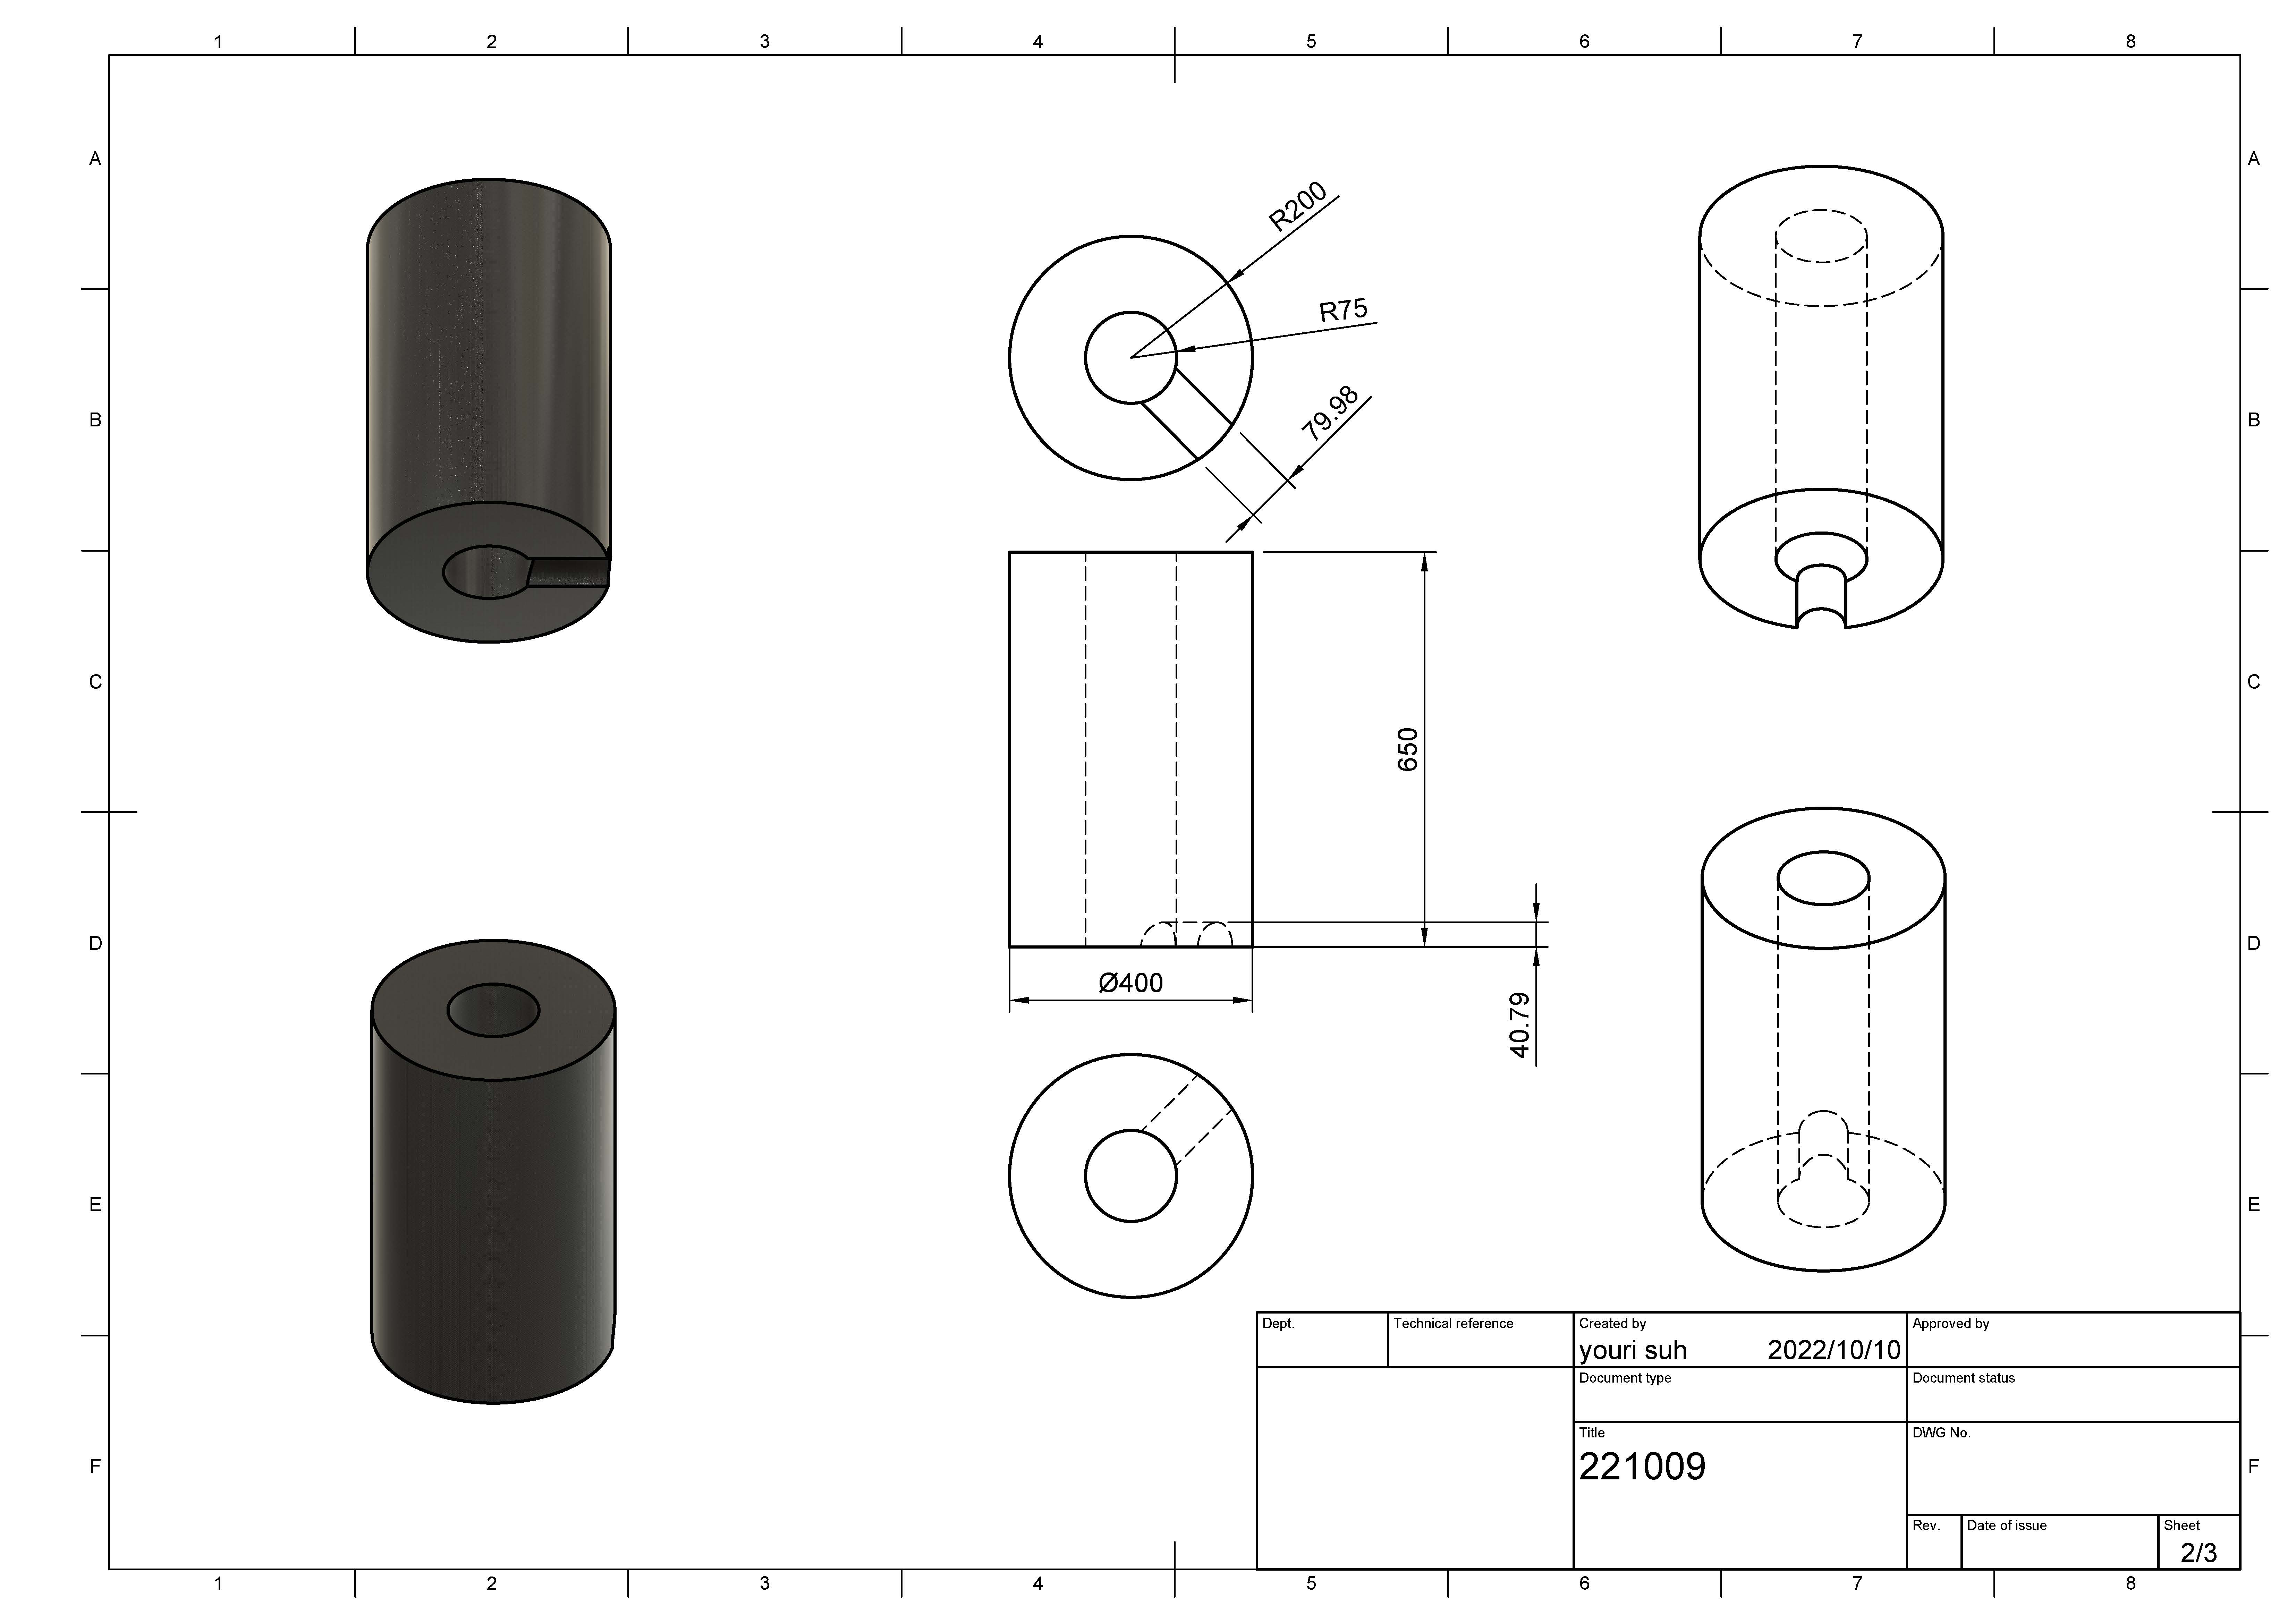 1 2 3 4 5 6 7 8
A A
R200
R75
B 79.98 B
C C
650
D D
Ø400
40.79
E E
Dept. Technical reference Created by Approved by
youri suh 2022/10/10
Document type Document status
Title DWG No.
221009
F F
Rev. Date of issue Sheet
2/3
1 2 3 4 5 6 7 8